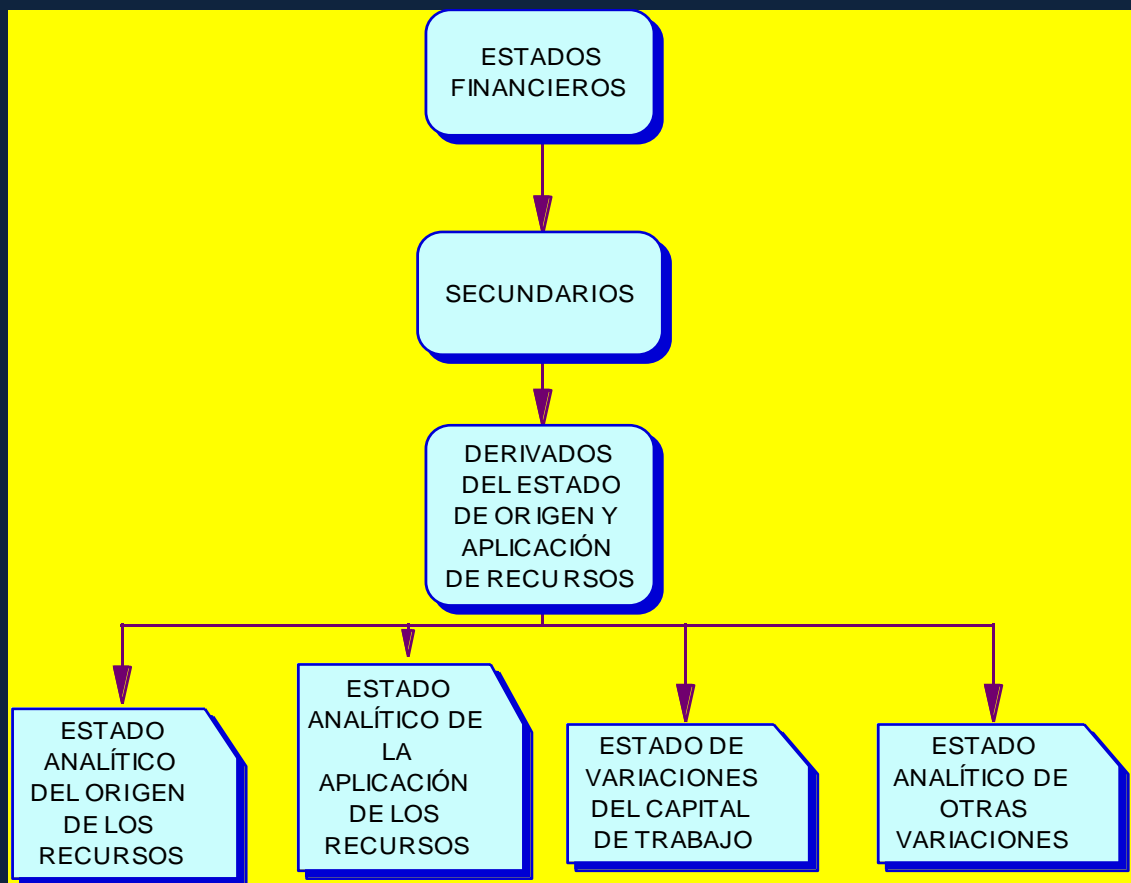 ESTADOS
FINANCIEROS
SECUNDARIOS
DERIVADOS
DEL ESTADO
DE ORIGEN Y
APLICACIÓN
DE RECURSOS
ESTADO
ANALÍTICO
DEL ORIGEN
DE LOS
RECURSOS
ESTADO
ANALÍTICO DE
LA
APLICACIÓN
DE LOS
RECURSOS
ESTADO DE
VARIACIONES
DEL CAPITAL
DE TRABAJO
ESTADO
ANALÍTICO DE
OTRAS
VARIACIONES